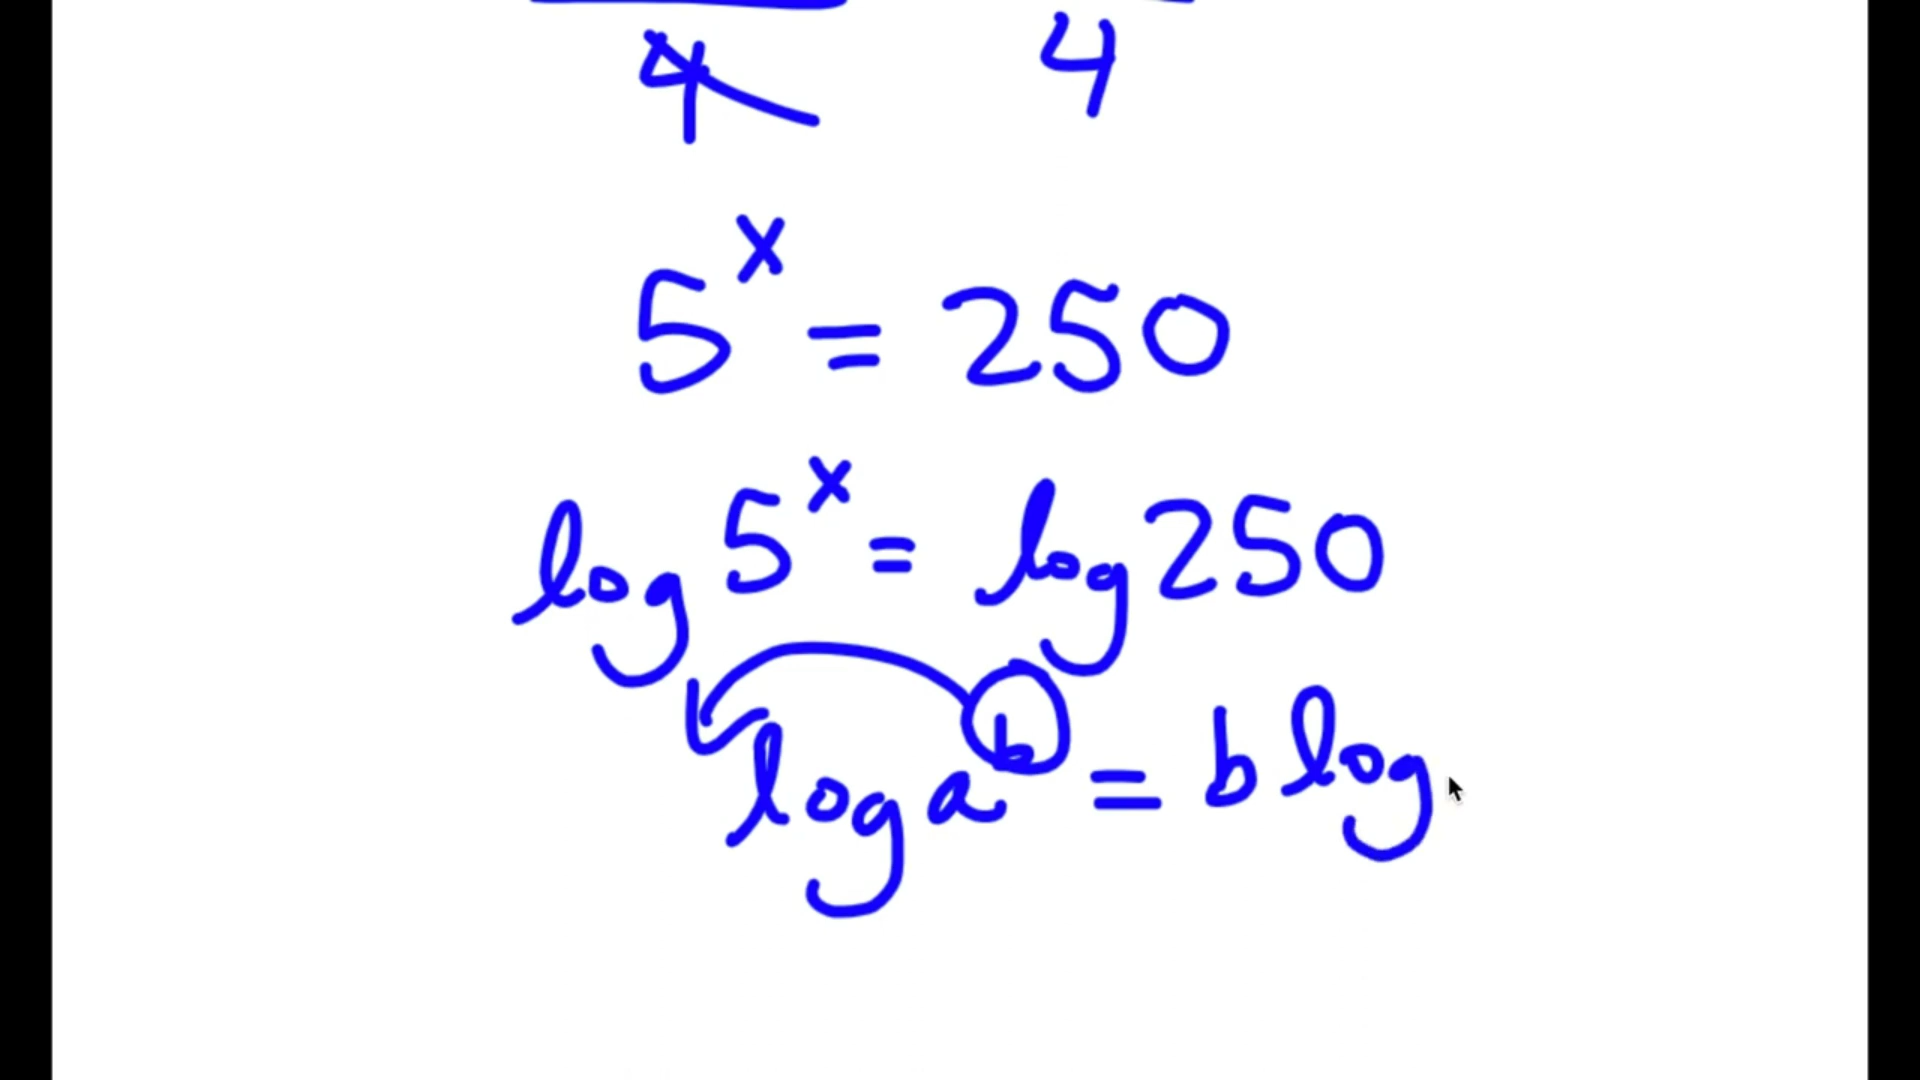 4 4
5^x = 250
log 5^x = log 250
log a^b = b log